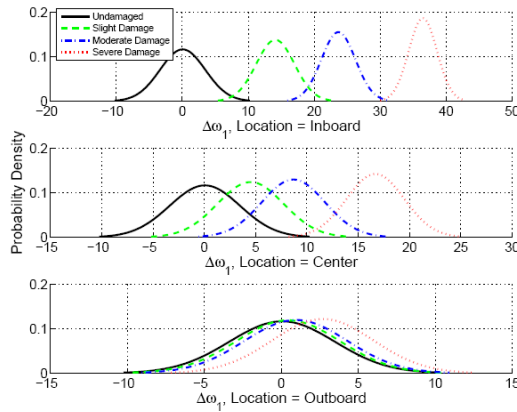 Undamaged
Slight Damage
Moderate Damage
Severe Damage
0.2
0.1
0
−20 −10 0 10 20 30 40 50
Δω1, Location = Inboard
Probability Density
0.2
0.1
0
−15 −10 −5 0 5 10 15 20 25 30
Δω1, Location = Center
0.2
0.1
0
−15 −10 −5 0 5 10 15
Δω1, Location = Outboard